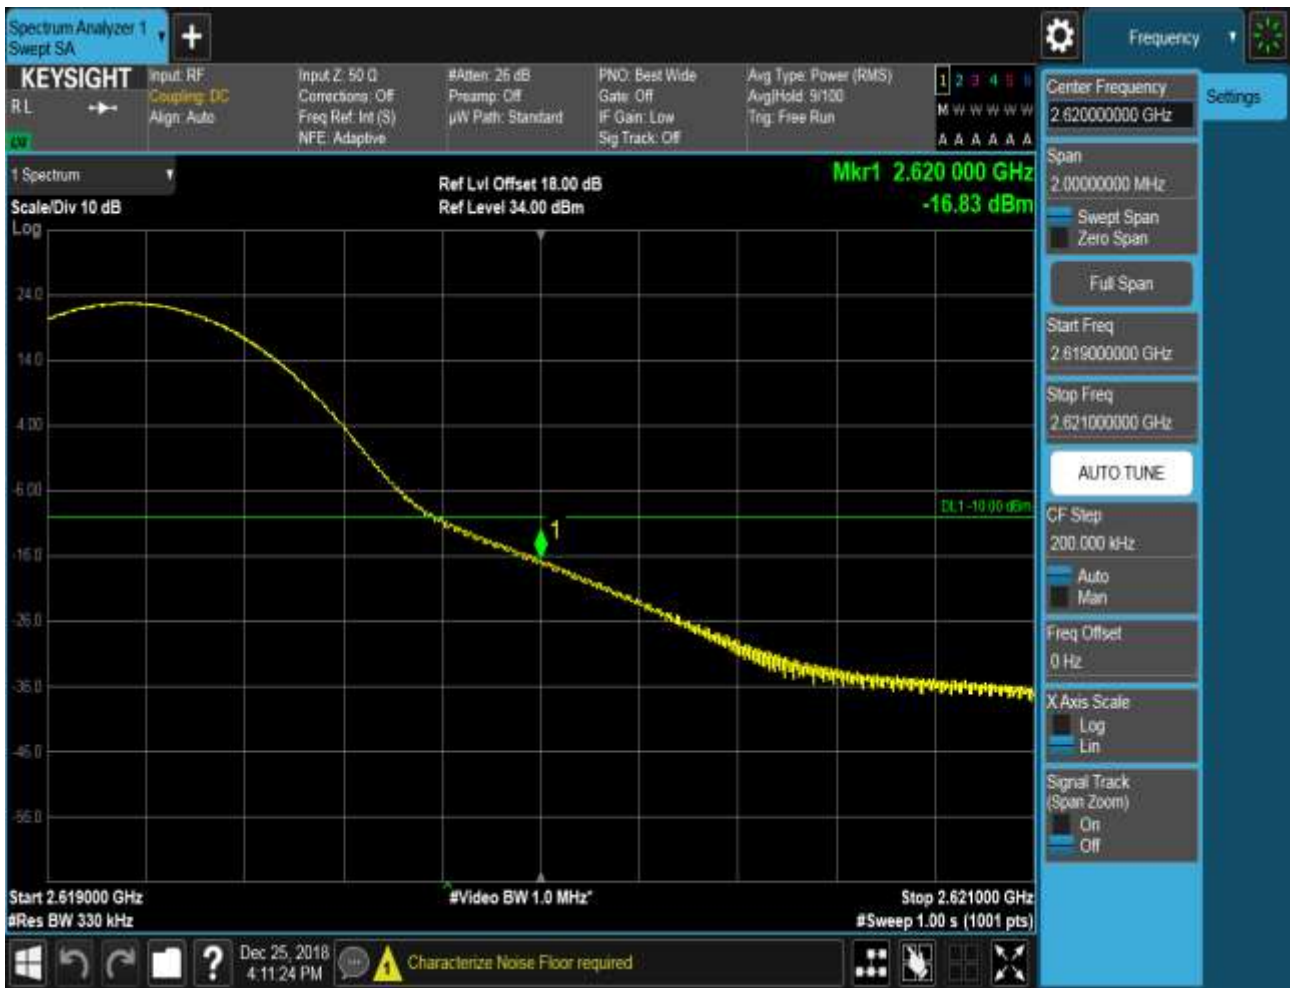 Spectrum Analyzer 1
Swept SA
Frequency
KEYSIGHT
R L
Input: RF
Coupling: DC
Align: Auto
Input Z: 50 Ω
Corrections: Off
Freq Ref: Int (S)
NFE: Adaptive
#Atten: 26 dB
Preamp: Off
µW Path: Standard
PNO: Best Wide
Gate: Off
IF Gain: Low
Sig Track: Off
Avg Type: Power (RMS)
Avg|Hold: 9/100
Trig: Free Run
1 2 3 4 5 6
M W W W W W
A A A A A A
1 Spectrum
Scale/Div 10 dB
Log
Ref Lvl Offset 18.00 dB
Ref Level 34.00 dBm
Mkr1 2.620 000 GHz
-16.83 dBm
24.0
14.0
4.00
-6.00
-16.0
-26.0
-36.0
-46.0
-56.0
DL1 -10.00 dBm
1
Start 2.619000 GHz
#Res BW 330 kHz
#Video BW 1.0 MHz*
Stop 2.621000 GHz
#Sweep 1.00 s (1001 pts)
Center Frequency
2.620000000 GHz
Settings
Span
2.00000000 MHz
Swept Span
Zero Span
Full Span
Start Freq
2.619000000 GHz
Stop Freq
2.621000000 GHz
AUTO TUNE
CF Step
200.000 kHz
Auto
Man
Freq Offset
0 Hz
X Axis Scale
Log
Lin
Signal Track
(Span Zoom)
On
Off
?
Dec 25, 2018
4:11:24 PM
1
Characterize Noise Floor required